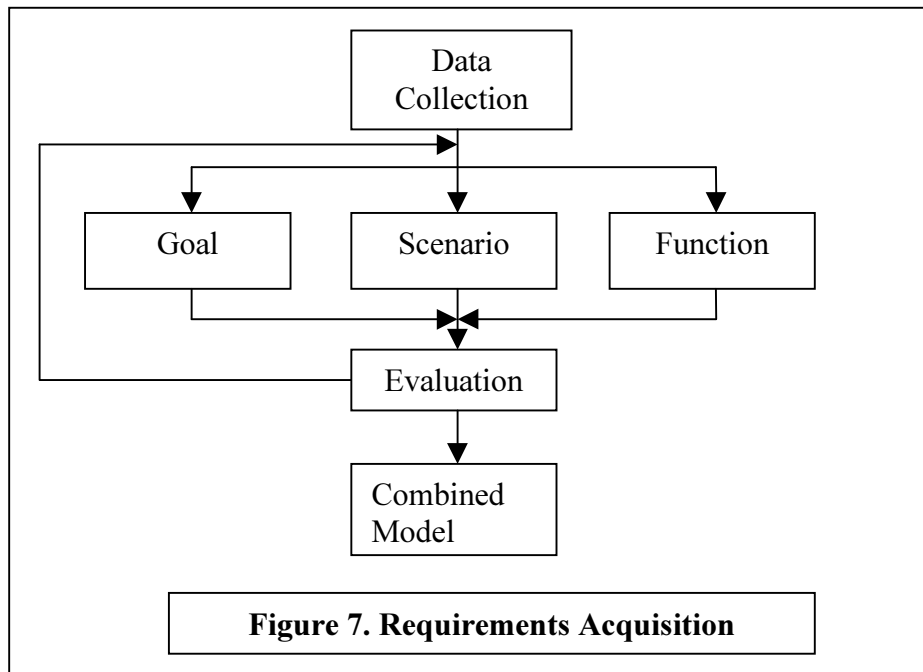 Data
Collection
Goal
Scenario
Function
Evaluation
Combined
Model
Figure 7. Requirements Acquisition